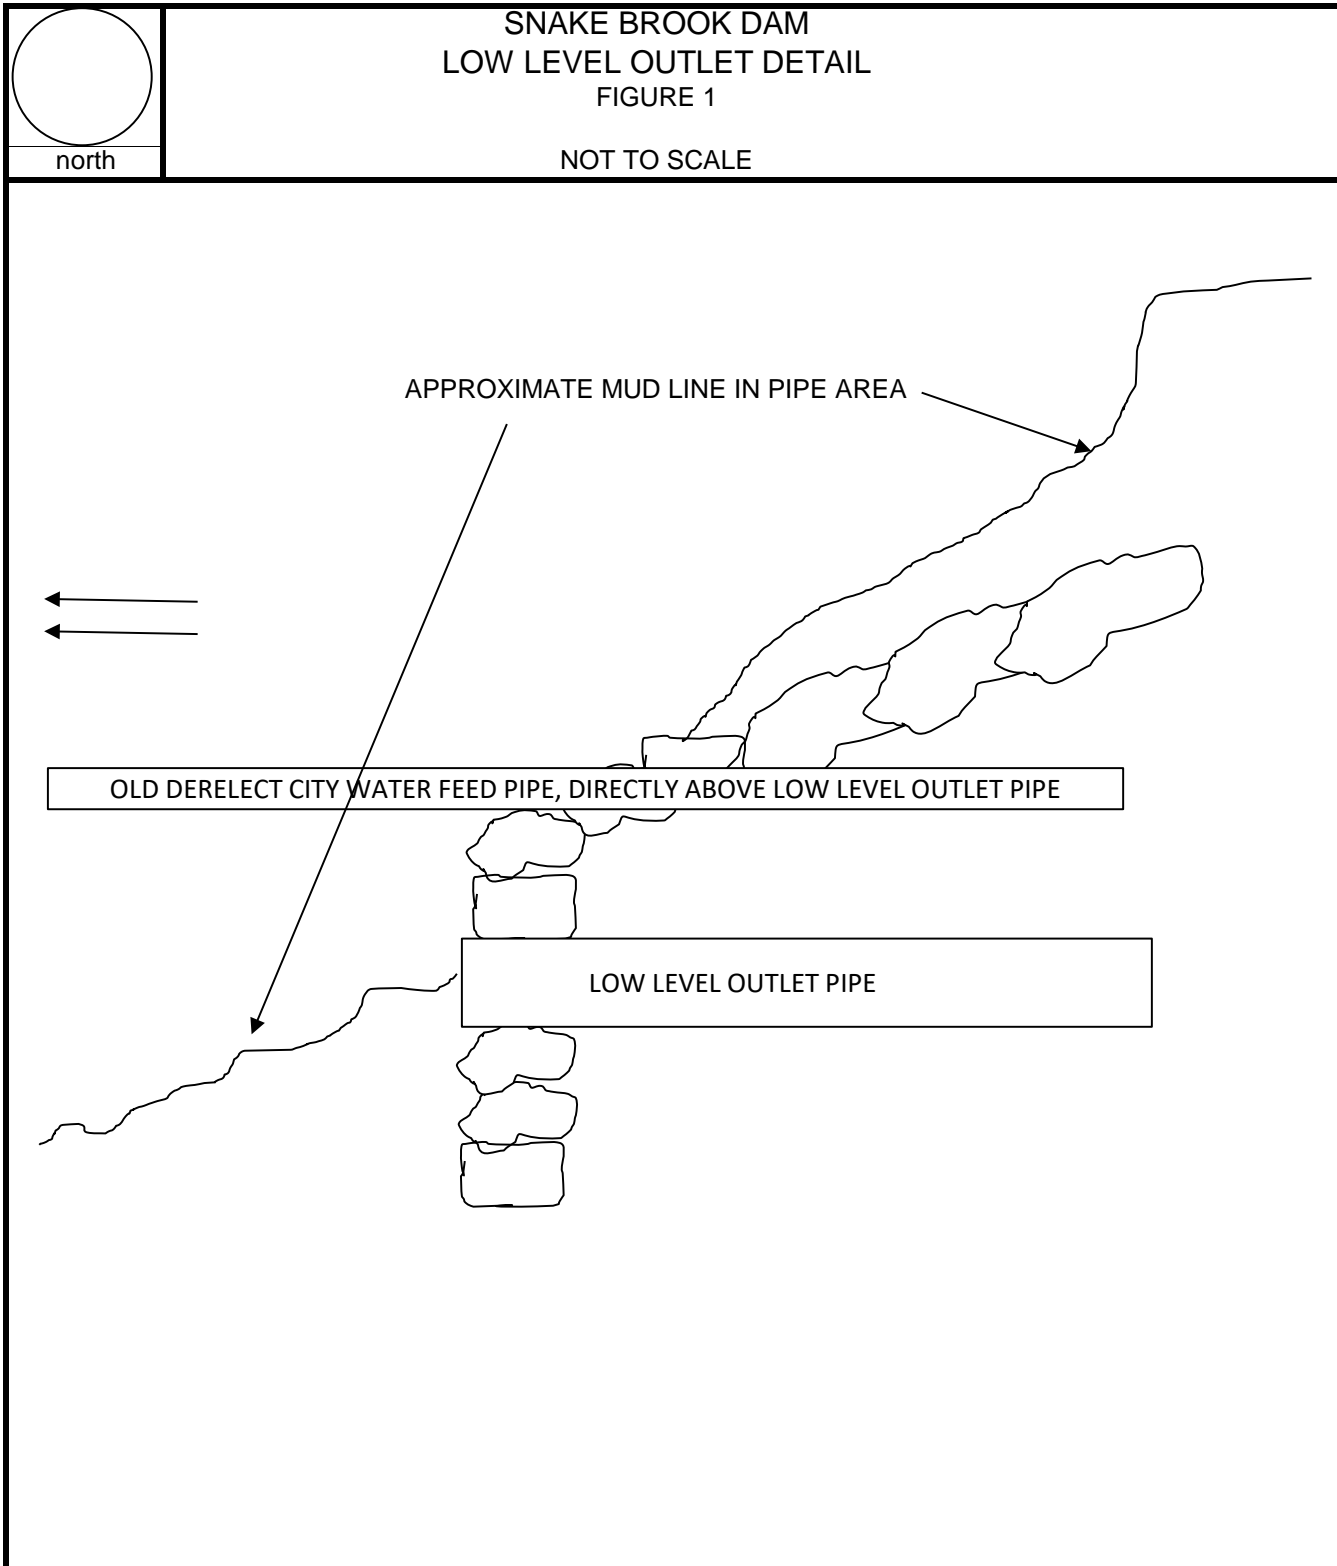 SNAKE BROOK DAM
LOW LEVEL OUTLET DETAIL
FIGURE 1
north
NOT TO SCALE
APPROXIMATE MUD LINE IN PIPE AREA
OLD DERELECT CITY WATER FEED PIPE, DIRECTLY ABOVE LOW LEVEL OUTLET PIPE
LOW LEVEL OUTLET PIPE